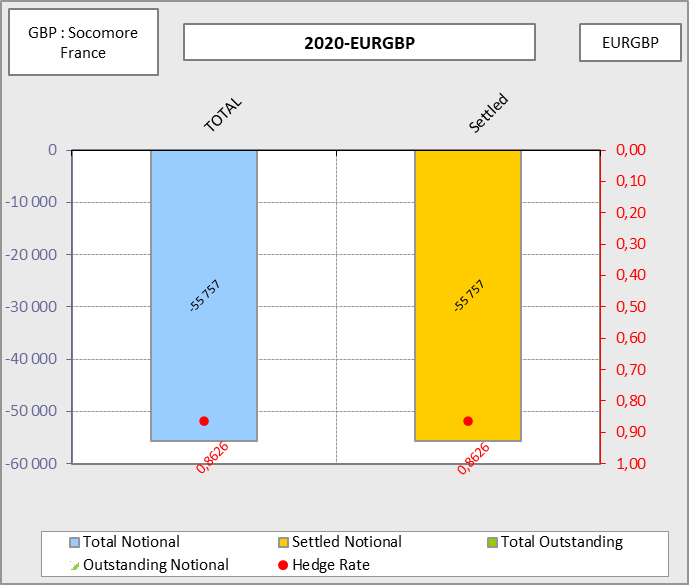 GBP : Socomore
France
2020-EURGBP
EURGBP
TOTAL
Settled
0
-10 000
-20 000
-30 000
-40 000
-50 000
-60 000
0,00
0,10
0,20
0,30
0,40
0,50
0,60
0,70
0,80
0,90
1,00
-55 757
-55 757
0,8626
0,8626
Total Notional
Settled Notional
Total Outstanding
Outstanding Notional
Hedge Rate